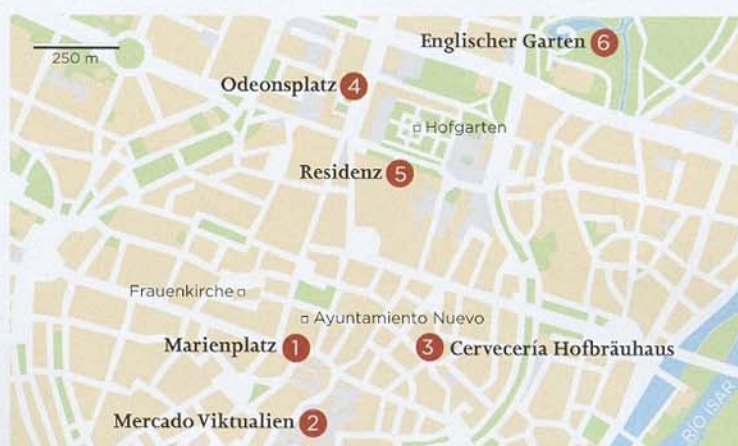 Englischer Garten 6
250 m
Odeonsplatz 4
Hofgarten
Residenz 5
Frauenkirche
Ayuntamiento Nuevo
Marienplatz 1
3 Cervecería Hofbräuhaus
Mercado Viktualien 2
RÍO ISAR